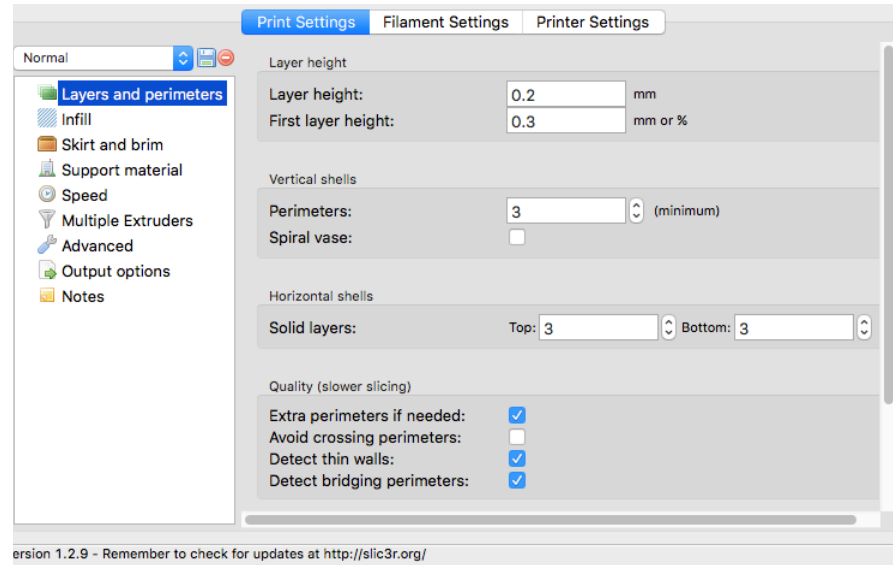 Print Settings Filament Settings Printer Settings
Normal
Layers and perimeters
Infill
Skirt and brim
Support material
Speed
Multiple Extruders
Advanced
Output options
Notes
Layer height
Layer height: 0.2 mm
First layer height: 0.3 mm or %
Vertical shells
Perimeters: 3 (minimum)
Spiral vase:
Horizontal shells
Solid layers: Top: 3 Bottom: 3
Quality (slower slicing)
Extra perimeters if needed:
Avoid crossing perimeters:
Detect thin walls:
Detect bridging perimeters:
ersion 1.2.9 - Remember to check for updates at http://slic3r.org/